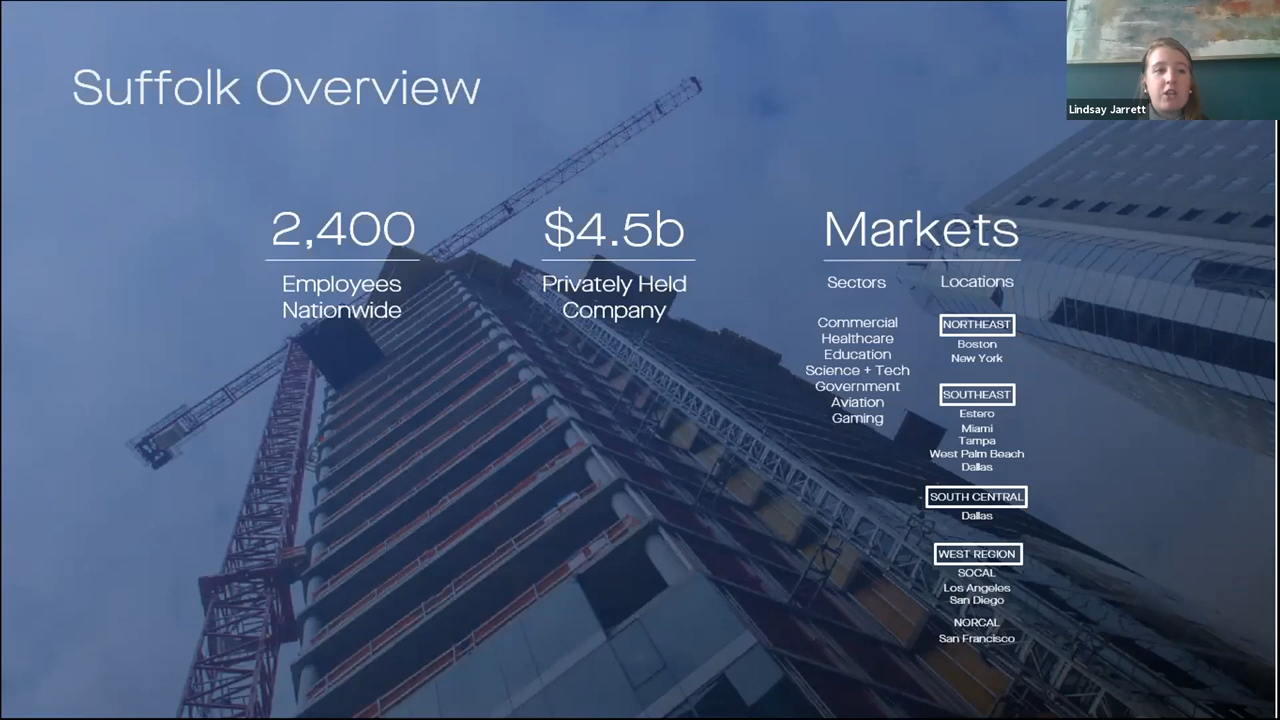 Suffolk Overview
Lindsay Jarrett
2,400
Employees
Nationwide
$4.5b
Privately Held
Company
Markets
Sectors
Commercial
Healthcare
Education
Science + Tech
Government
Aviation
Gaming
Locations
NORTHEAST
Boston
New York
SOUTHEAST
Estero
Miami
Tampa
West Palm Beach
Dallas
SOUTH CENTRAL
Dallas
WEST REGION
SOCAL
Los Angeles
San Diego
NORCAL
San Francisco